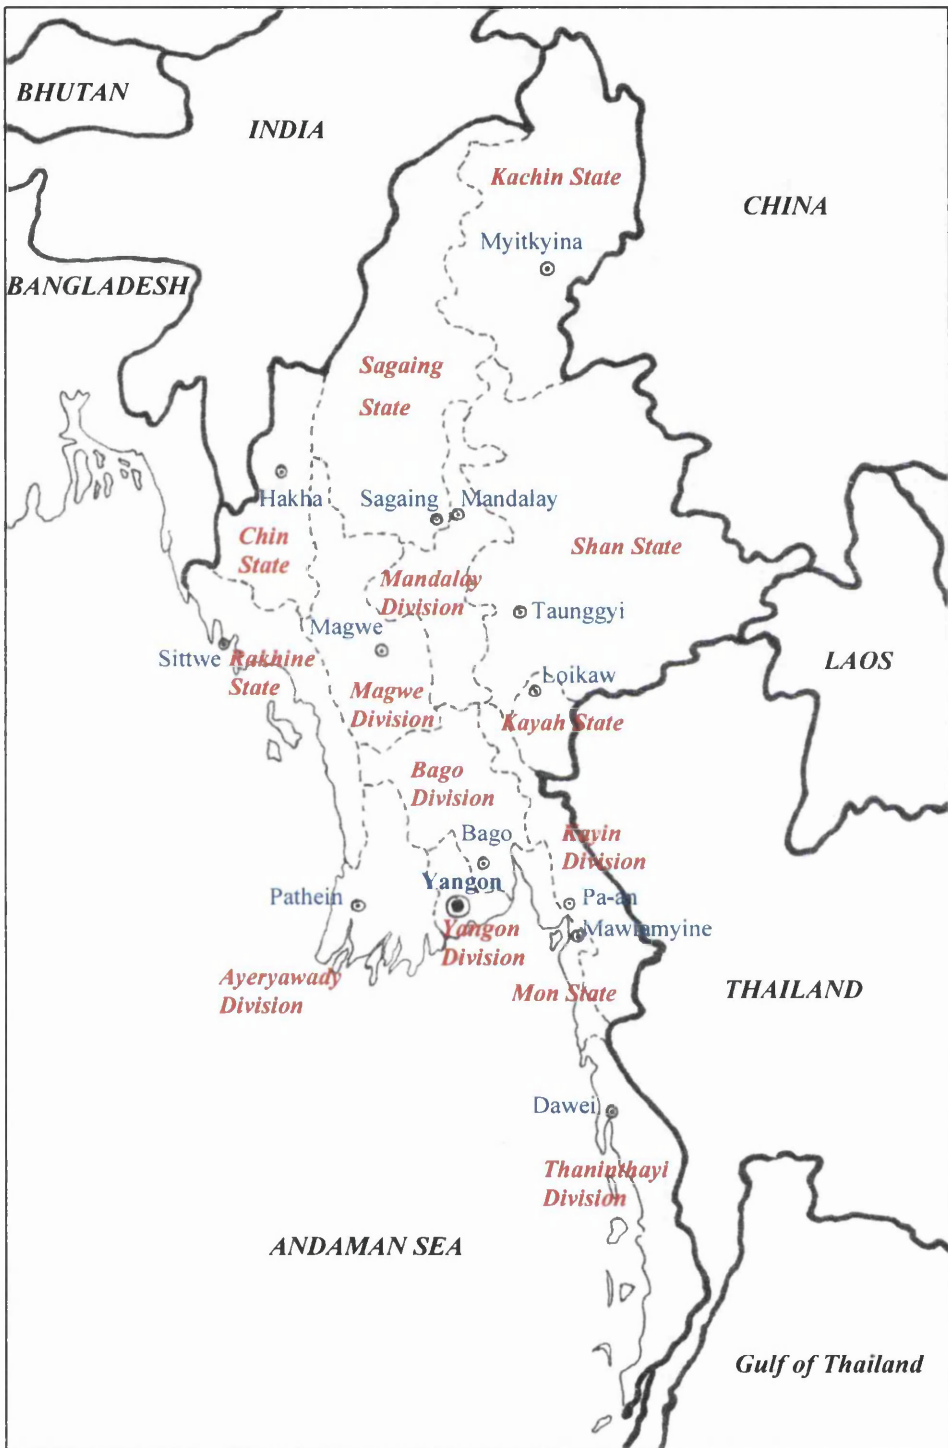 BHUTAN
INDIA
Kachin State
CHINA
Myitkyina
BANGLADESH
Sagaing
State
Hakha
Sagaing
Mandalay
Chin
State
Shan State
Mandalay
Division
Taunggyi
Magwe
Sittwe
Rakhine
State
LAOS
Loikaw
Magwe
Division
Kayah State
Bago
Division
Bago
Kayin
Division
Yangon
Pathein
Pa-an
Yangon
Division
Mawlamyine
Ayeryawady
Division
Mon State
THAILAND
Dawei
Thaninthayi
Division
ANDAMAN SEA
Gulf of Thailand